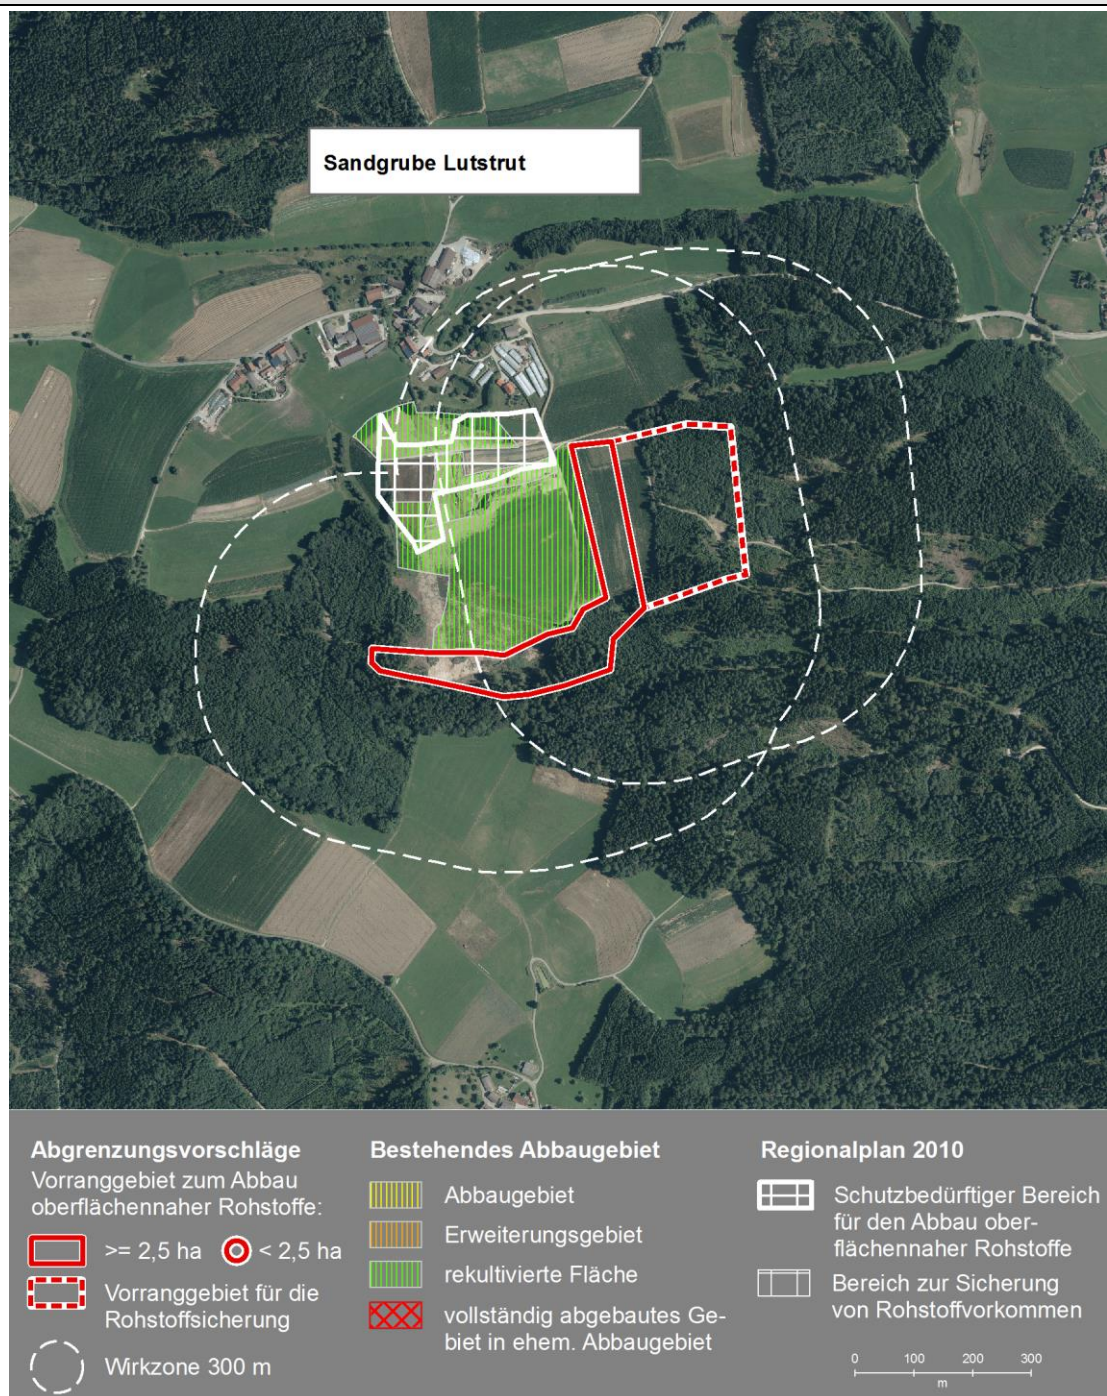 Sandgrube Lutstrut
Abgrenzungsvorschläge
Vorranggebiet zum Abbau
oberflächennaher Rohstoffe:
>= 2,5 ha
< 2,5 ha
Vorranggebiet für die
Rohstoffsicherung
Wirkzone 300 m
Bestehendes Abbaugebiet
Abbaugebiet
Erweiterungsgebiet
rekultivierte Fläche
vollständig abgebautes Ge-
biet in ehem. Abbaugebiet
Regionalplan 2010
Schutzbedürftiger Bereich
für den Abbau ober-
flächennaher Rohstoffe
Bereich zur Sicherung
von Rohstoffvorkommen
0 100 200 300
m